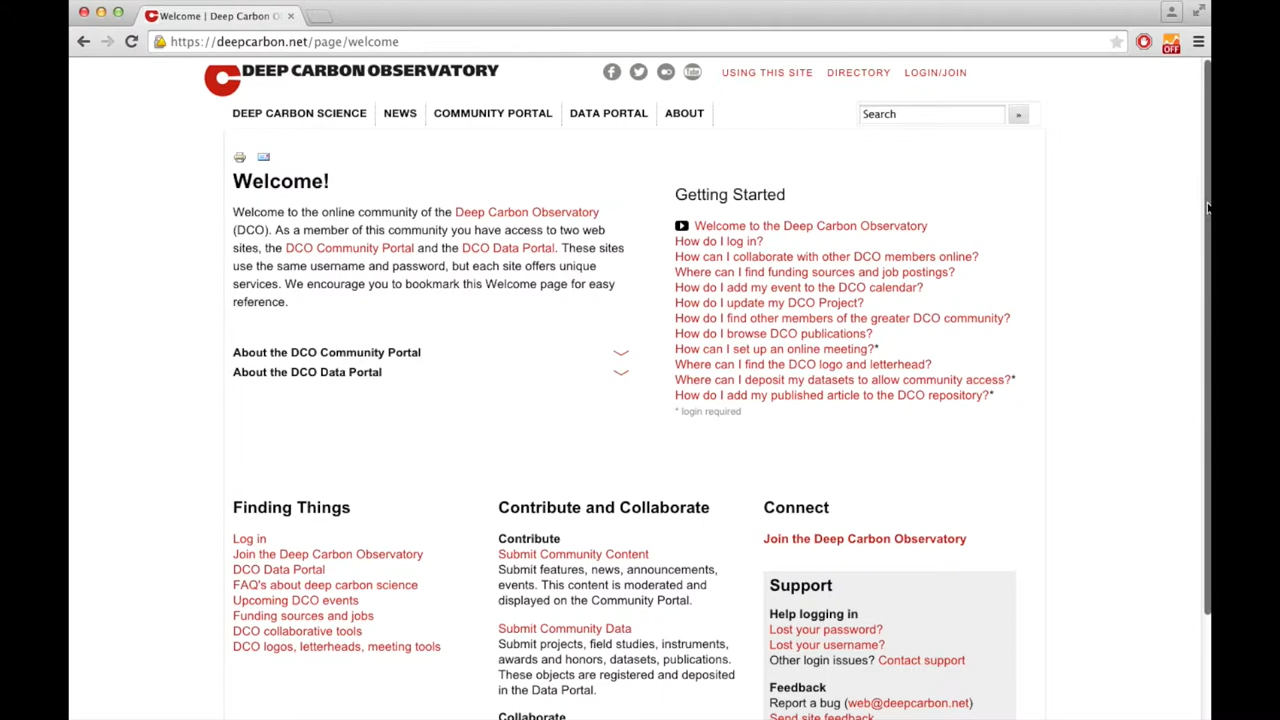 Welcome | Deep Carbon O
https://deepcarbon.net/page/welcome
OFF
DEEP CARBON OBSERVATORY
You Tube
USING THIS SITE
DIRECTORY
LOGIN/JOIN
DEEP CARBON SCIENCE
NEWS
COMMUNITY PORTAL
DATA PORTAL
ABOUT
Search
»
Welcome!
Welcome to the online community of the Deep Carbon Observatory
(DCO). As a member of this community you have access to two web
sites, the DCO Community Portal and the DCO Data Portal. These sites
use the same username and password, but each site offers unique
services. We encourage you to bookmark this Welcome page for easy
reference.
About the DCO Community Portal
About the DCO Data Portal
Getting Started
Welcome to the Deep Carbon Observatory
How do I log in?
How can I collaborate with other DCO members online?
Where can I find funding sources and job postings?
How do I add my event to the DCO calendar?
How do I update my DCO Project?
How do I find other members of the greater DCO community?
How do I browse DCO publications?
How can I set up an online meeting?*
Where can I find the DCO logo and letterhead?
Where can I deposit my datasets to allow community access?*
How do I add my published article to the DCO repository?*
* login required
Finding Things
Log in
Join the Deep Carbon Observatory
DCO Data Portal
FAQ's about deep carbon science
Upcoming DCO events
Funding sources and jobs
DCO collaborative tools
DCO logos, letterheads, meeting tools
Contribute and Collaborate
Contribute
Submit Community Content
Submit features, news, announcements,
events. This content is moderated and
displayed on the Community Portal.
Submit Community Data
Submit projects, field studies, instruments,
awards and honors, datasets, publications.
These objects are registered and deposited
in the Data Portal.
Collaborate
Connect
Join the Deep Carbon Observatory
Support
Help logging in
Lost your password?
Lost your username?
Other login issues? Contact support
Feedback
Report a bug (web@deepcarbon.net)
Send site feedback